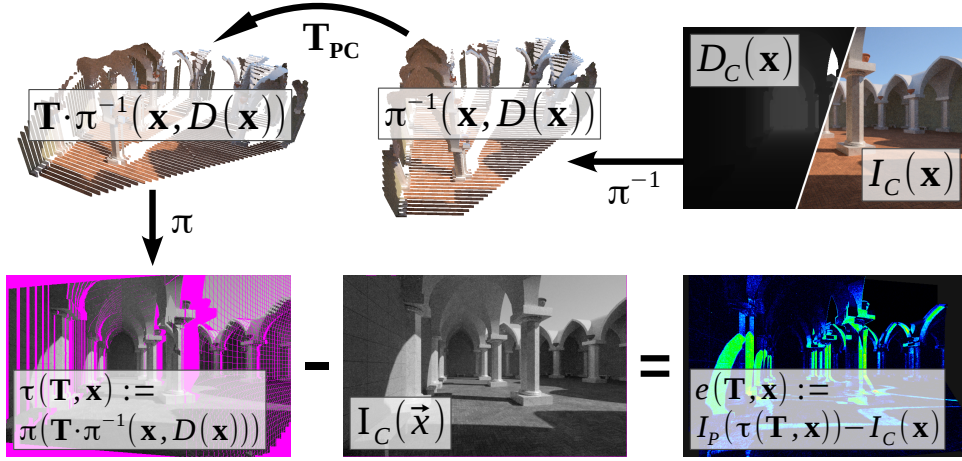 T_PC
D_C(x)
T·π⁻¹(x, D(x))
π⁻¹(x, D(x))
I_C(x)
π⁻¹
π
τ(T, x) :=
π(T·π⁻¹(x, D(x)))
−
I_C(x⃗)
=
e(T, x) :=
I_P(τ(T, x))−I_C(x)